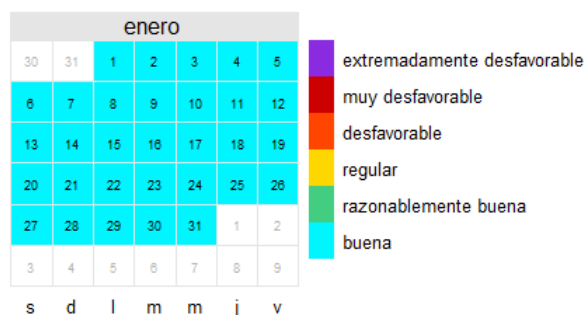 enero
30 31 1 2 3 4 5
6 7 8 9 10 11 12
13 14 15 16 17 18 19
20 21 22 23 24 25 26
27 28 29 30 31 1 2
3 4 5 6 7 8 9
s d l m m j v
extremadamente desfavorable
muy desfavorable
desfavorable
regular
razonablemente buena
buena